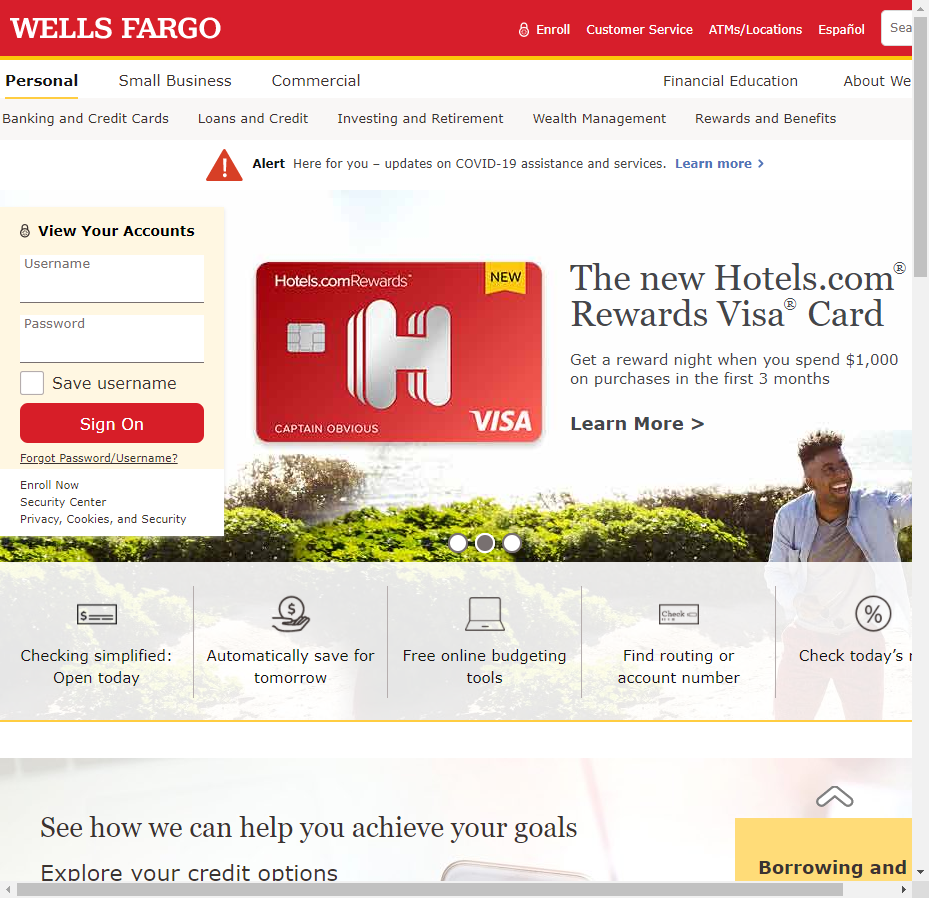 WELLS FARGO
Enroll Customer Service ATMs/Locations Español
Personal Small Business Commercial Financial Education About
Banking and Credit Cards Loans and Credit Investing and Retirement Wealth Management Rewards and Benefits
Alert Here for you – updates on COVID-19 assistance and services. Learn more >
View Your Accounts
Username
Password
Save username
Sign On
Forgot Password/Username?
Enroll Now
Security Center
Privacy, Cookies, and Security
Hotels.com Rewards™
NEW
H
CAPTAIN OBVIOUS
VISA
The new Hotels.com®
Rewards Visa® Card
Get a reward night when you spend $1,000
on purchases in the first 3 months
Learn More >
Checking simplified:
Open today
Automatically save for
tomorrow
Free online budgeting
tools
Check
Find routing or
account number
%
Check today’s
See how we can help you achieve your goals
Explore your credit options
Borrowing and